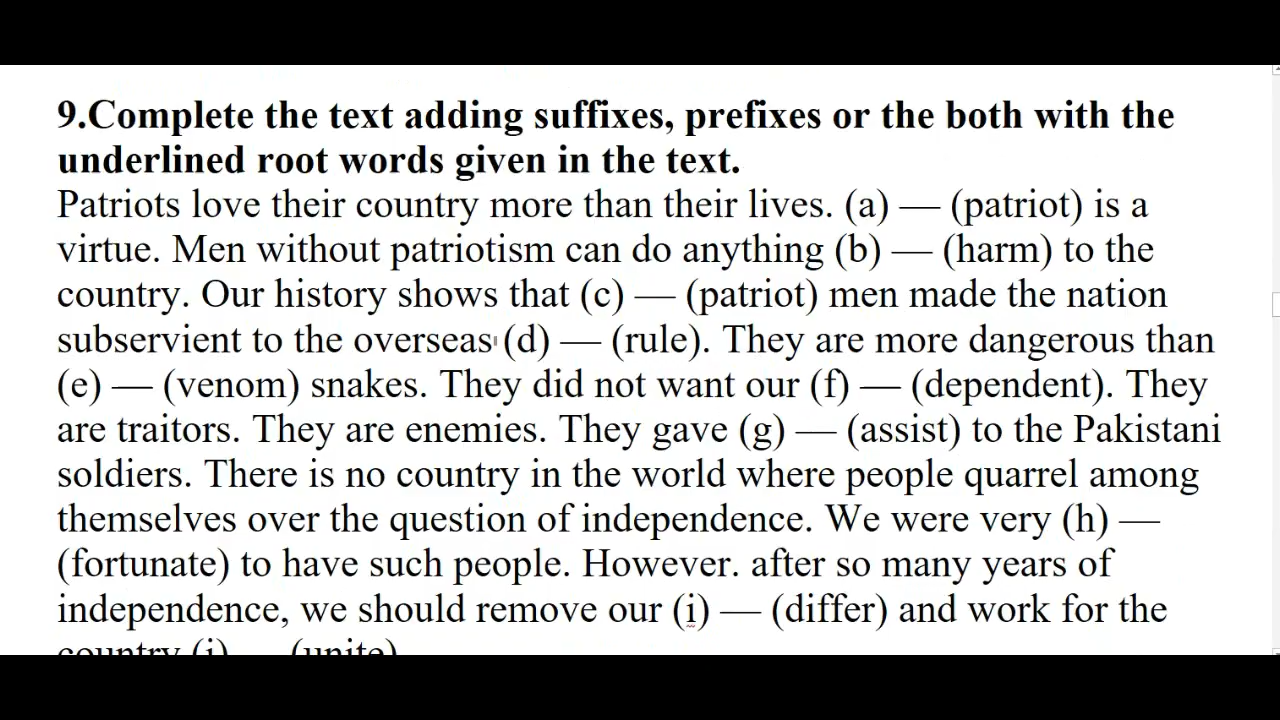 9.Complete the text adding suffixes, prefixes or the both with the
underlined root words given in the text.
Patriots love their country more than their lives. (a) — (patriot) is a
virtue. Men without patriotism can do anything (b) — (harm) to the
country. Our history shows that (c) — (patriot) men made the nation
subservient to the overseas (d) — (rule). They are more dangerous than
(e) — (venom) snakes. They did not want our (f) — (dependent). They
are traitors. They are enemies. They gave (g) — (assist) to the Pakistani
soldiers. There is no country in the world where people quarrel among
themselves over the question of independence. We were very (h) —
(fortunate) to have such people. However. after so many years of
independence, we should remove our (i) — (differ) and work for the
country (j) — (unite)